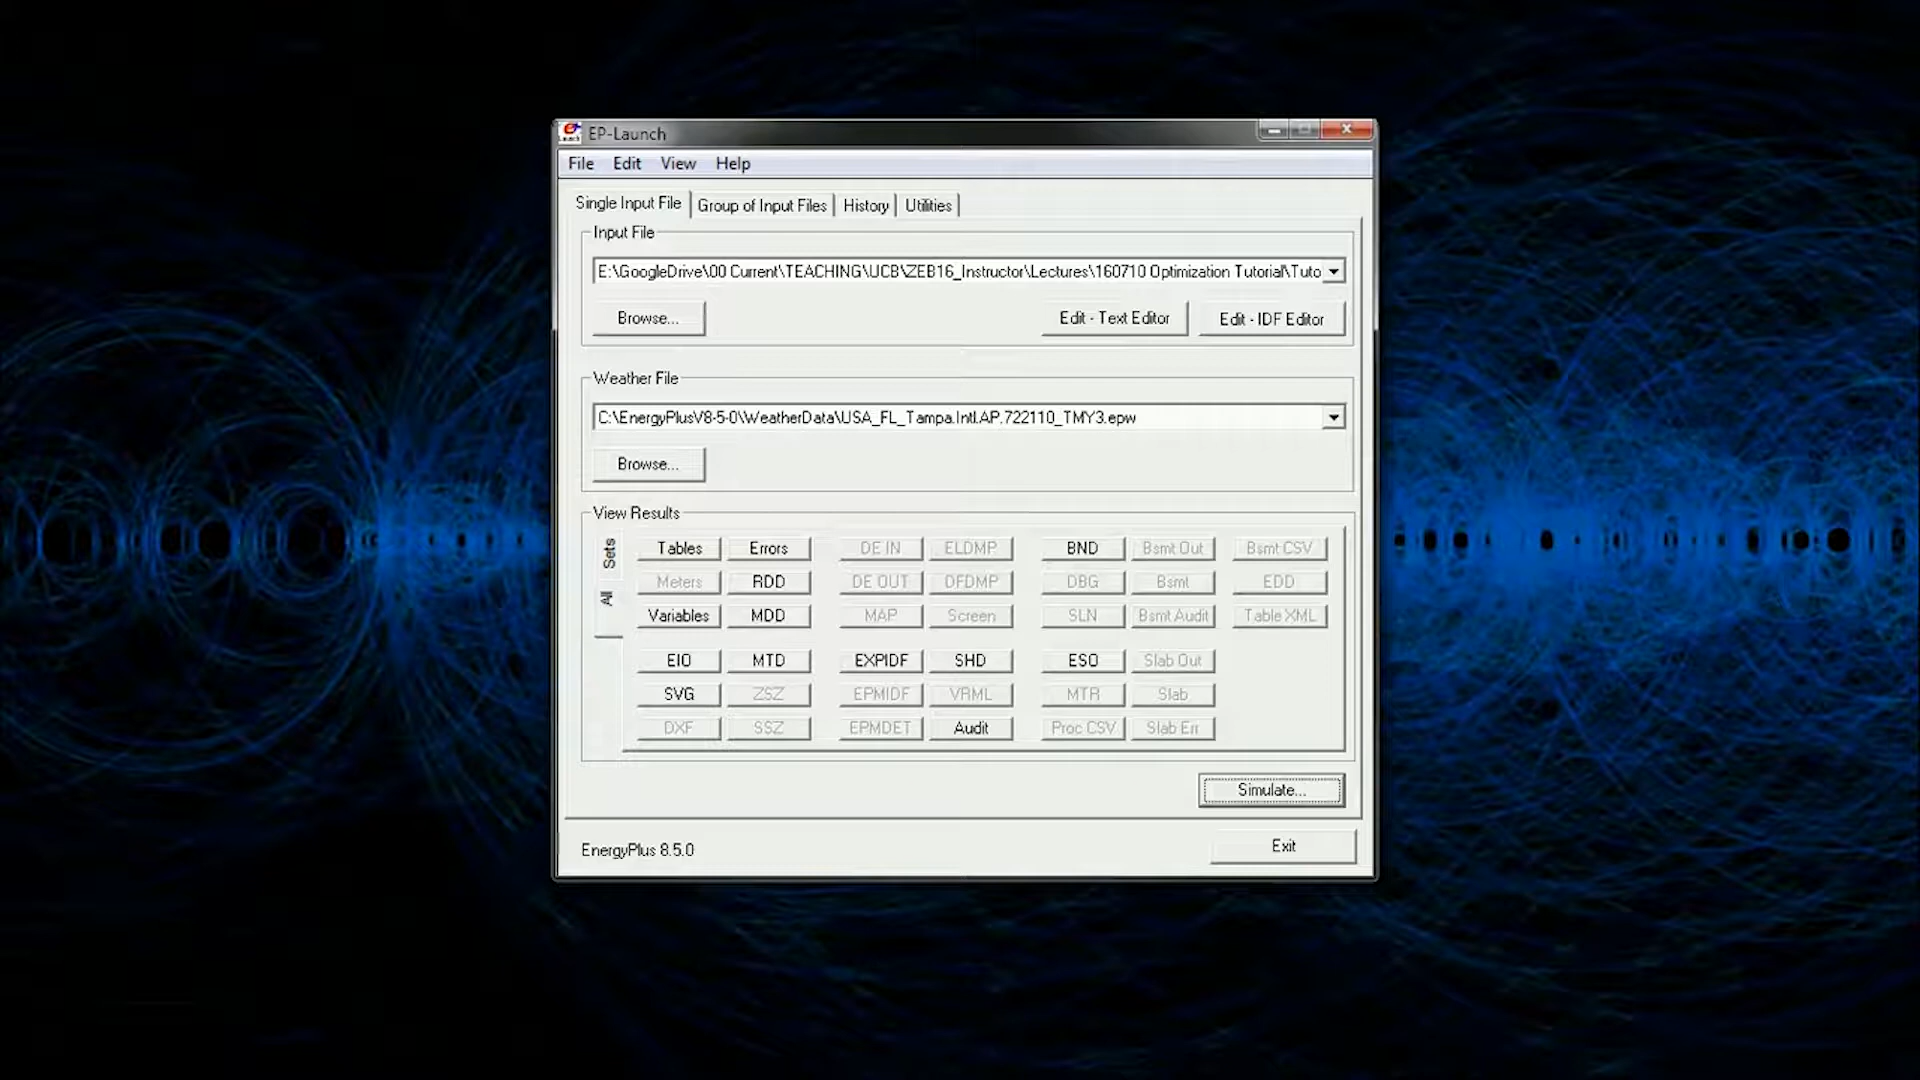 EP-Launch
File Edit View Help
Single Input File Group of Input Files History Utilities
Input File
E:\GoogleDrive\00 Current\TEACHING\UCB\ZEB16_Instructor\Lectures\160710 Optimization Tutorial\Tuto
Browse... Edit - Text Editor Edit - IDF Editor
Weather File
C:\EnergyPlusV8-5-0\WeatherData\USA_FL_Tampa.Intl.AP.722110_TMY3.epw
Browse...
View Results
Sets
All
Tables Errors DE IN ELDMP BND Bsmt Out Bsmt CSV
Meters RDD DE OUT DFDMP DBG Bsmt EDD
Variables MDD MAP Screen SLN Bsmt Audit Table XML
EIO MTD EXPIDF SHD ESO Slab Out
SVG ZSZ EPMIDF VRML MTR Slab
DXF SSZ EPMDET Audit Proc CSV Slab Err
Simulate...
EnergyPlus 8.5.0 Exit